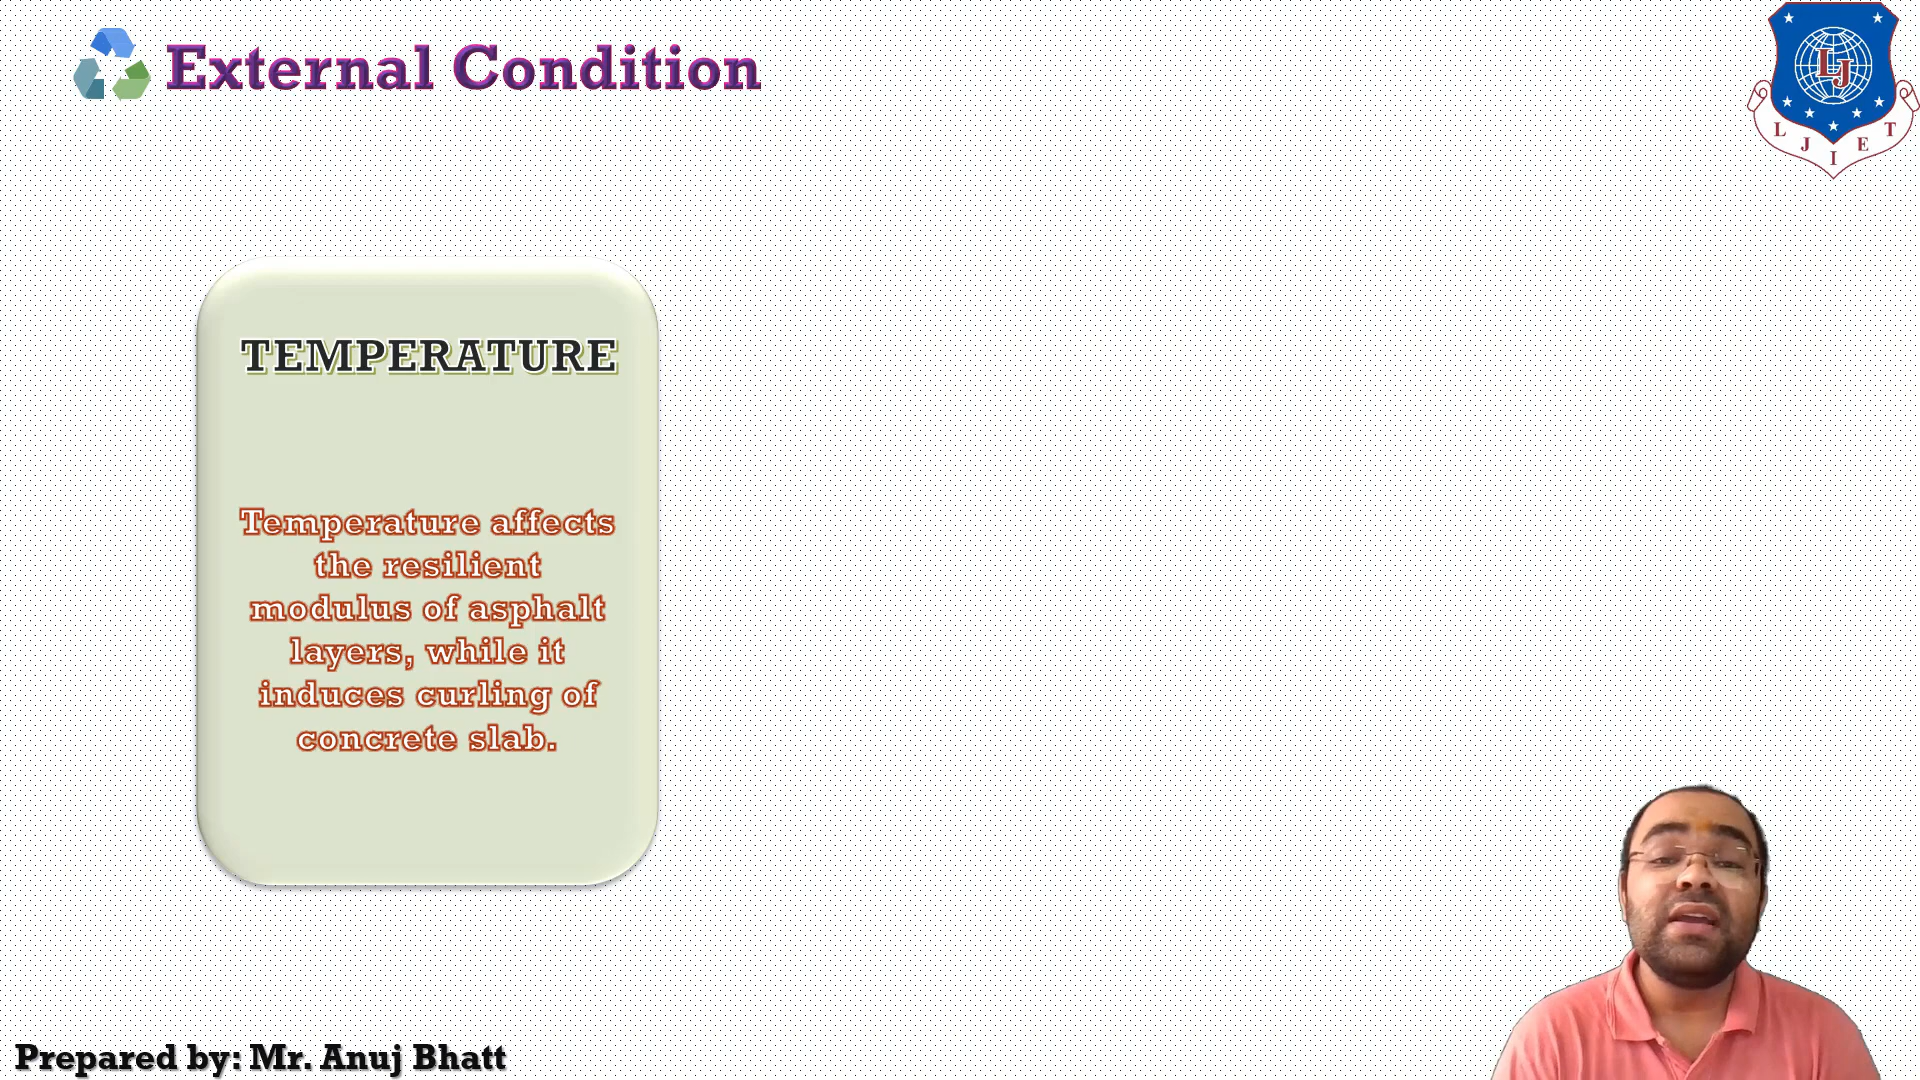 External Condition
LJ
L J I E T
TEMPERATURE
Temperature affects
the resilient
modulus of asphalt
layers, while it
induces curling of
concrete slab.
Prepared by: Mr. Anuj Bhatt